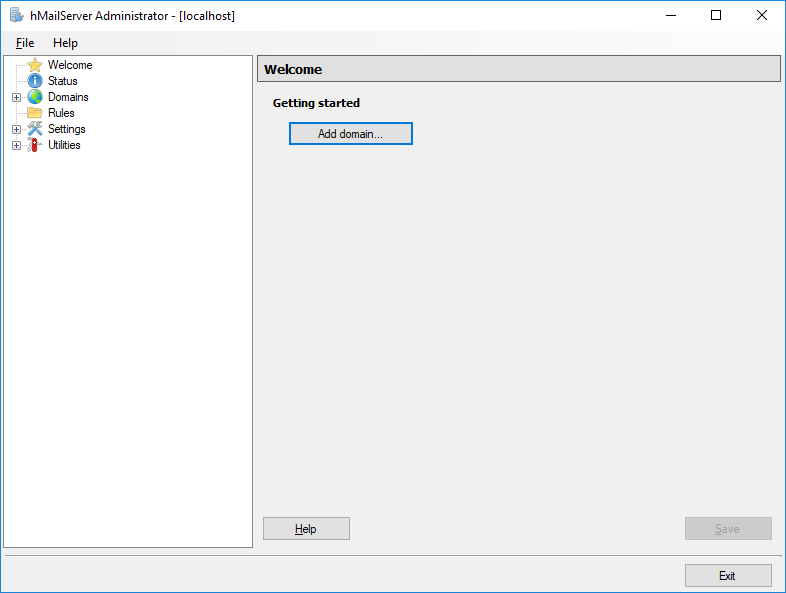 hMailServer Administrator - [localhost]
File Help
Welcome
Status
Domains
Rules
Settings
Utilities
Welcome
Getting started
Add domain...
Help
Save
Exit